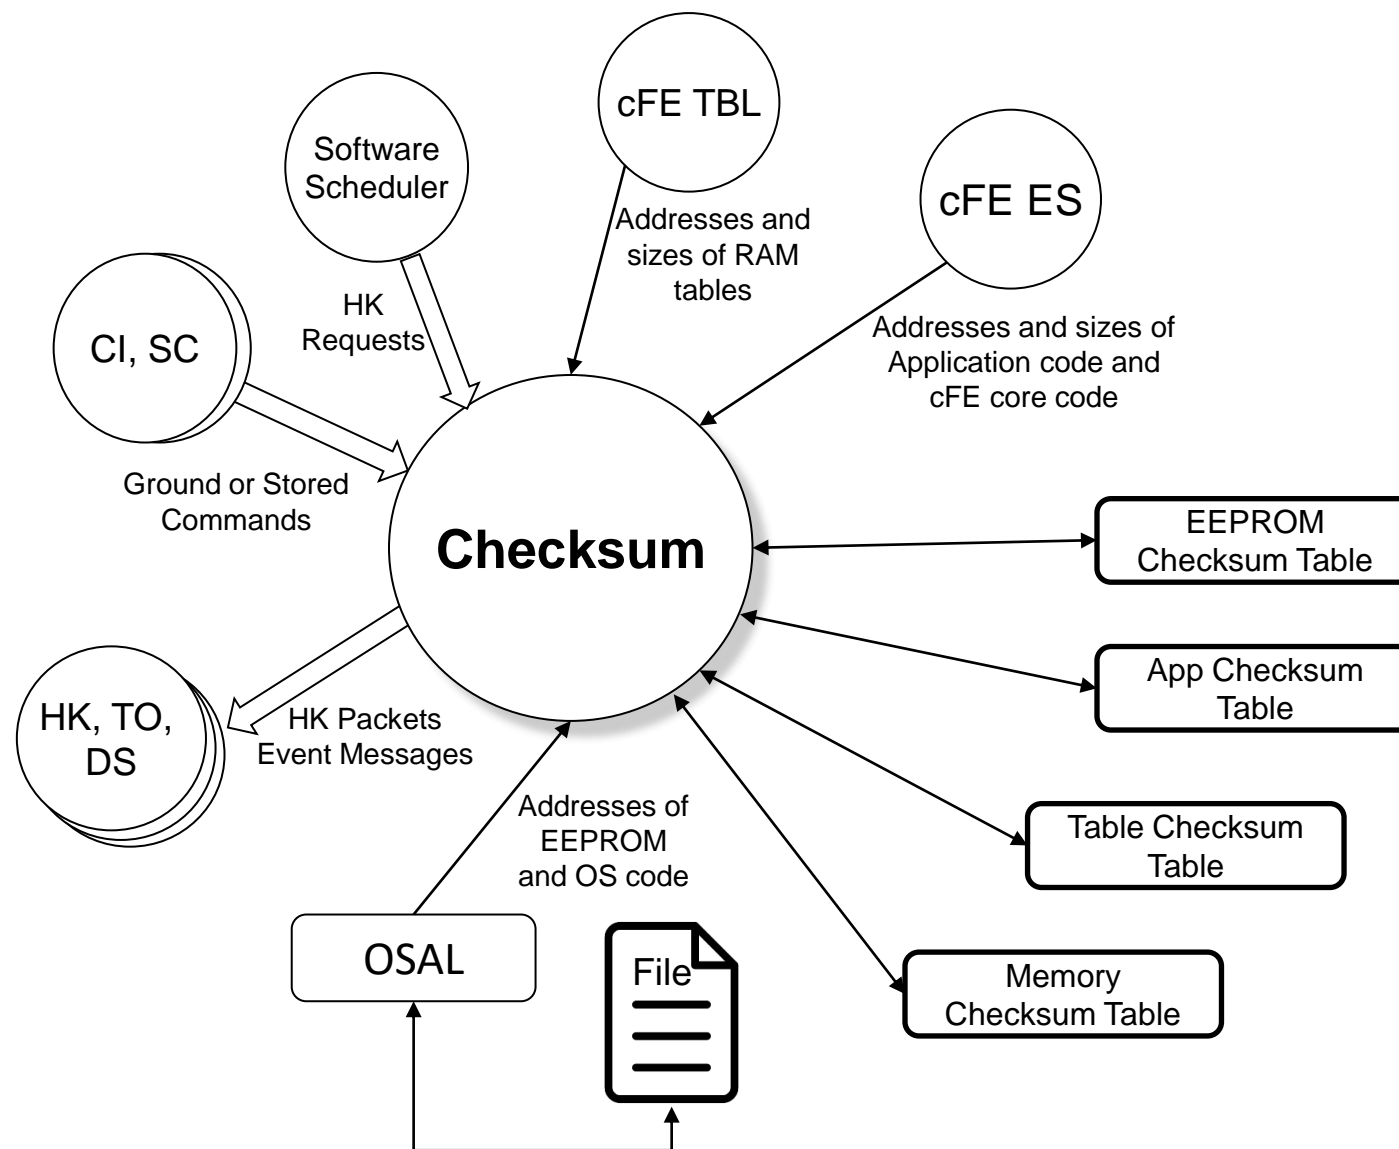 cFE TBL
Software
Scheduler
cFE ES
Addresses and
sizes of RAM
tables
HK
Requests
CI, SC
Addresses and sizes of
Application code and
cFE core code
Ground or Stored
Commands
Checksum
EEPROM
Checksum Table
App Checksum
Table
HK, TO,
DS
HK Packets
Event Messages
Addresses of
EEPROM
and OS code
Table Checksum
Table
OSAL
File
Memory
Checksum Table